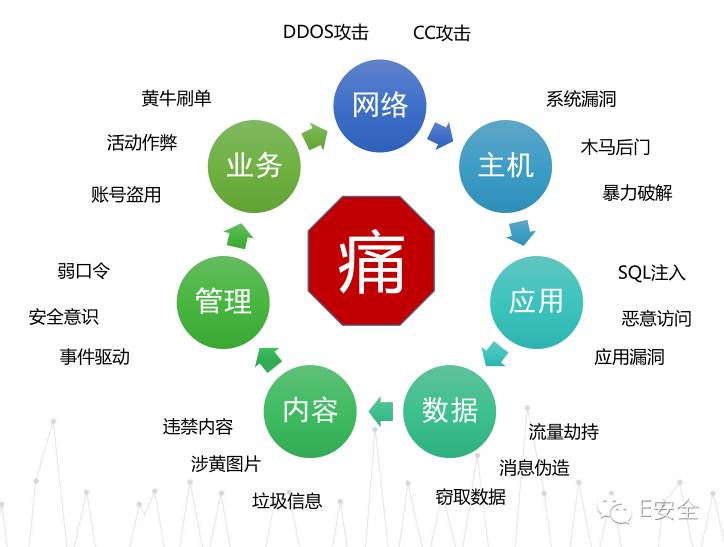 DDOS攻击
CC攻击
网络
系统漏洞
木马后门
暴力破解
主机
SQL注入
恶意访问
应用漏洞
应用
流量劫持
消息伪造
窃取数据
数据
违禁内容
涉黄图片
垃圾信息
内容
弱口令
安全意识
事件驱动
管理
黄牛刷单
活动作弊
账号盗用
业务
痛
E安全